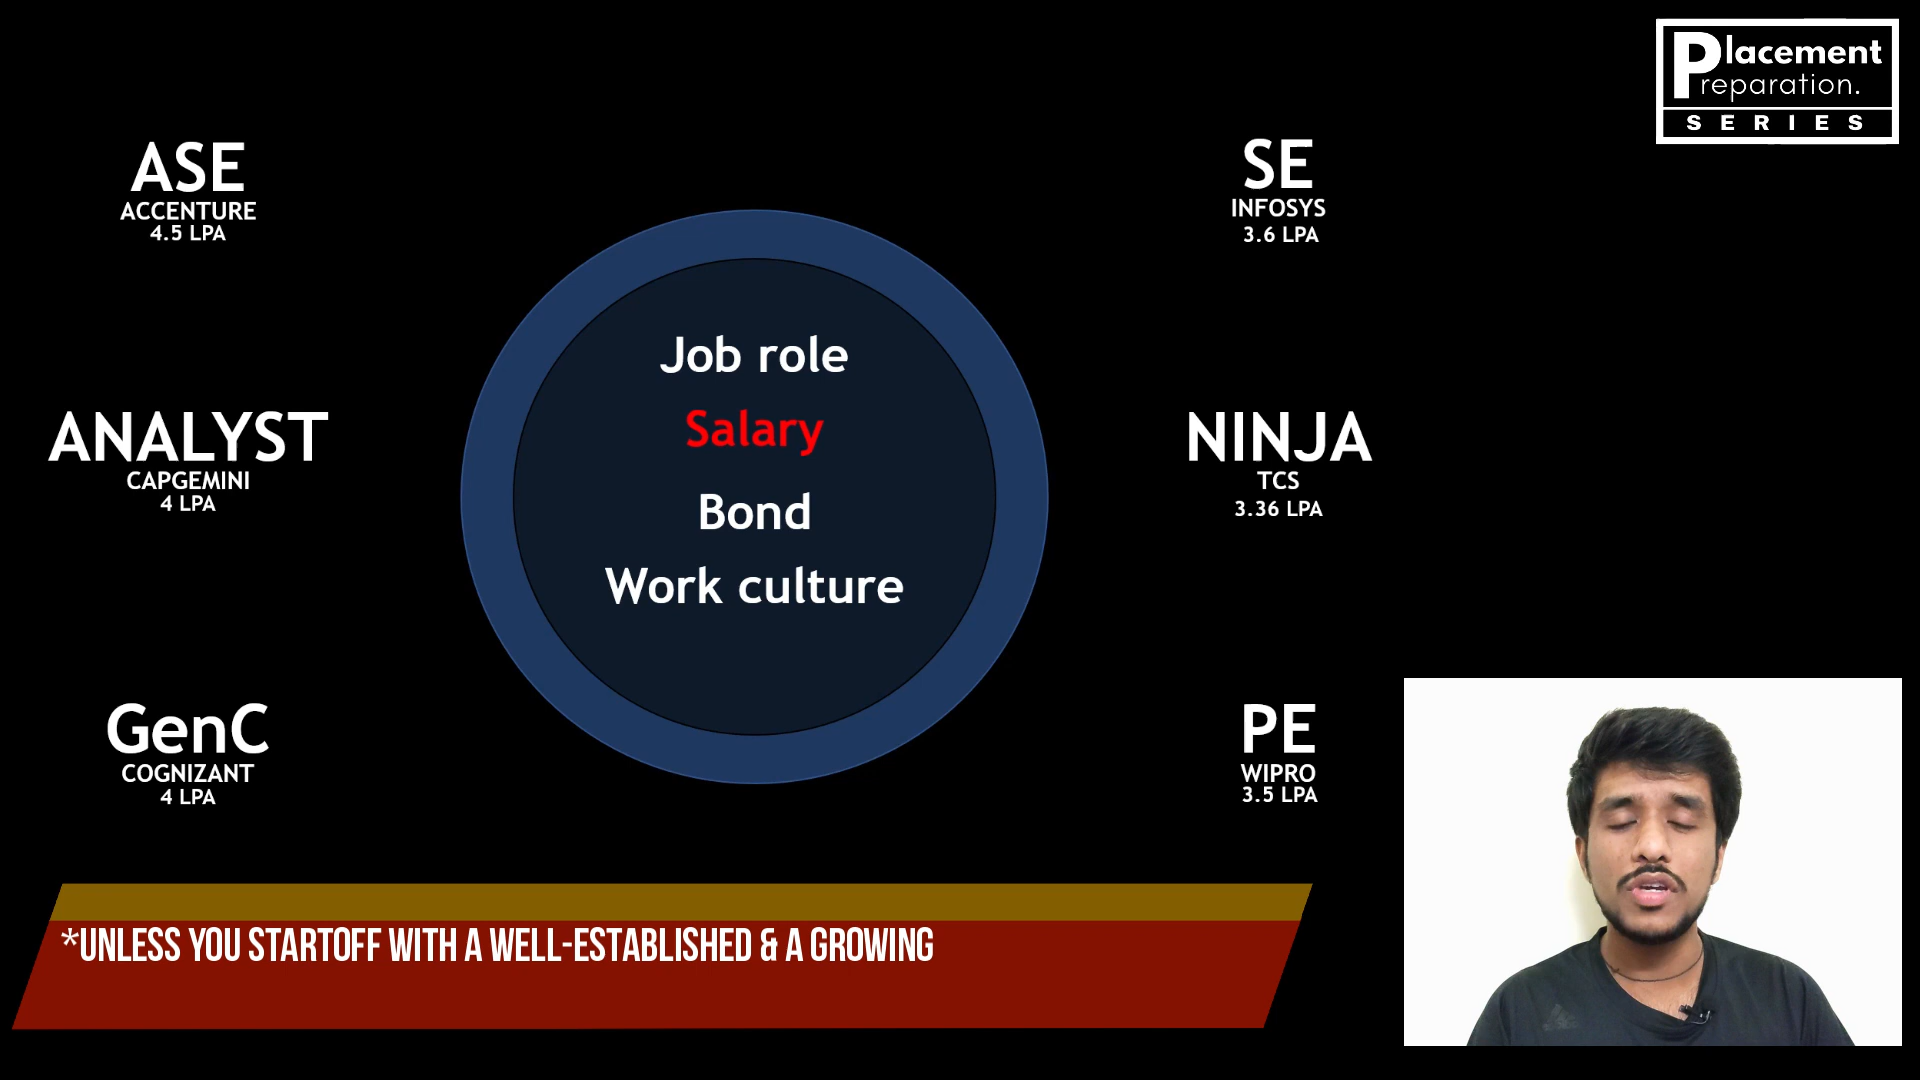 Placement
Preparation.
SERIES
ASE
ACCENTURE
4.5 LPA
ANALYST
CAPGEMINI
4 LPA
GenC
COGNIZANT
4 LPA
Job role
Salary
Bond
Work culture
SE
INFOSYS
3.6 LPA
NINJA
TCS
3.36 LPA
PE
WIPRO
3.5 LPA
*UNLESS YOU STARTOFF WITH A WELL-ESTABLISHED & A GROWING